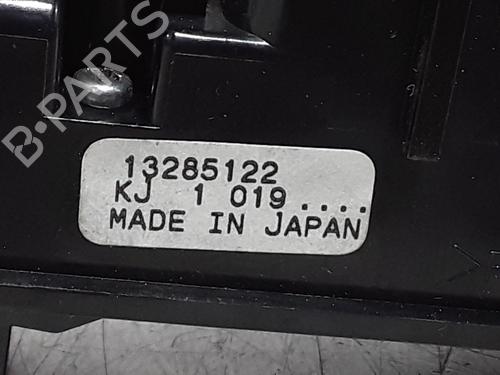 B-PARTS
13285122
KJ 1 019 ....
MADE IN JAPAN